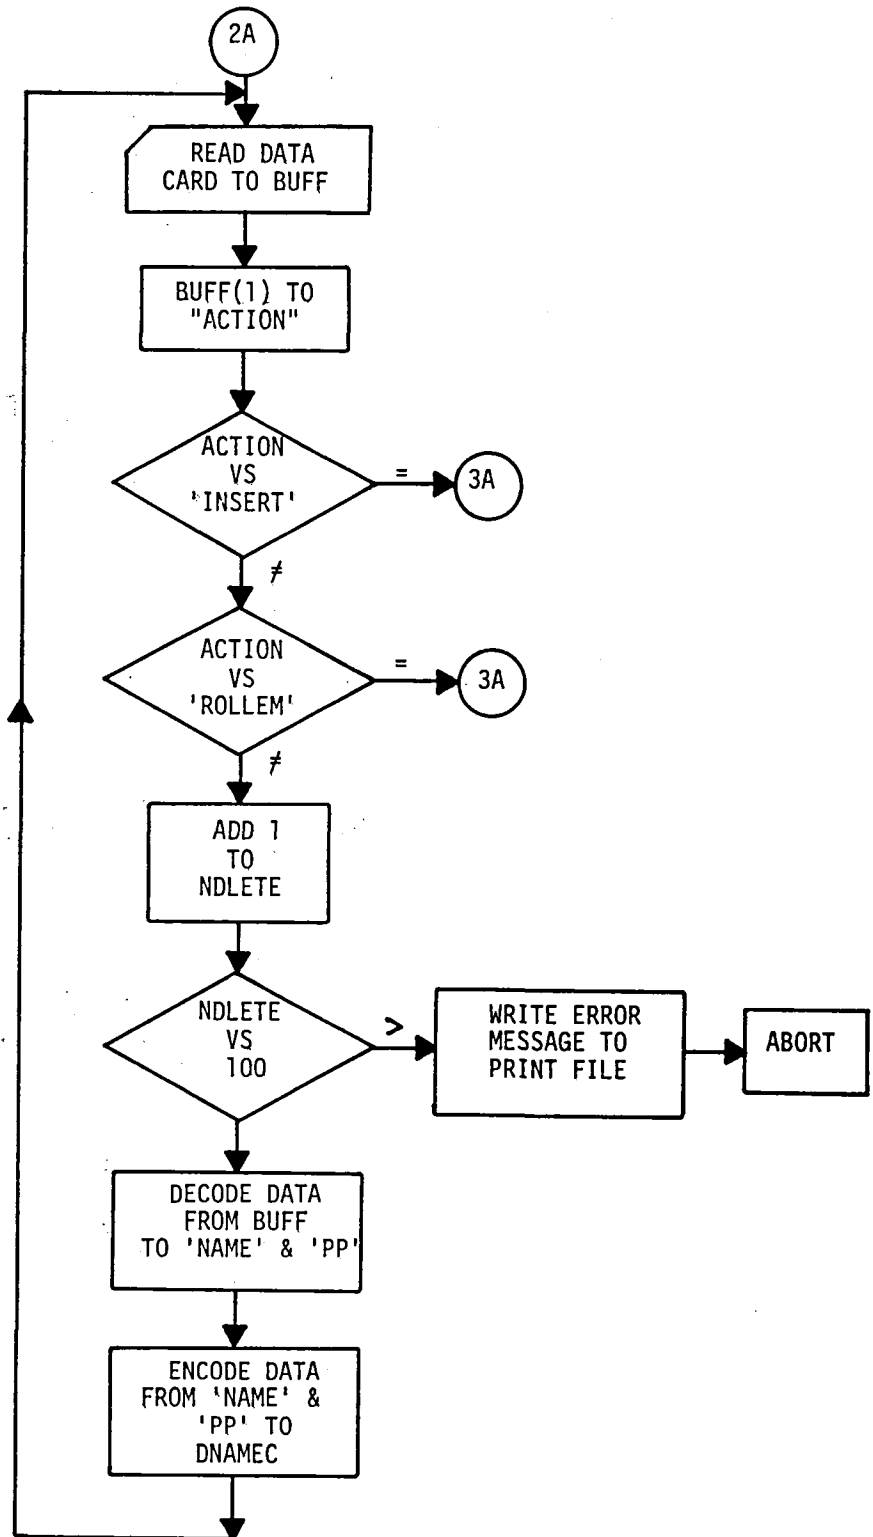 2A
READ DATA
CARD TO BUFF
BUFF(1) TO
"ACTION"
ACTION
VS
'INSERT'
=
3A
≠
ACTION
VS
'ROLLEM'
=
3A
≠
ADD 1
TO
NDLETE
NDLETE
VS
100
>
WRITE ERROR
MESSAGE TO
PRINT FILE
ABORT
DECODE DATA
FROM BUFF
TO 'NAME' & 'PP'
ENCODE DATA
FROM 'NAME' &
'PP' TO
DNAMEC